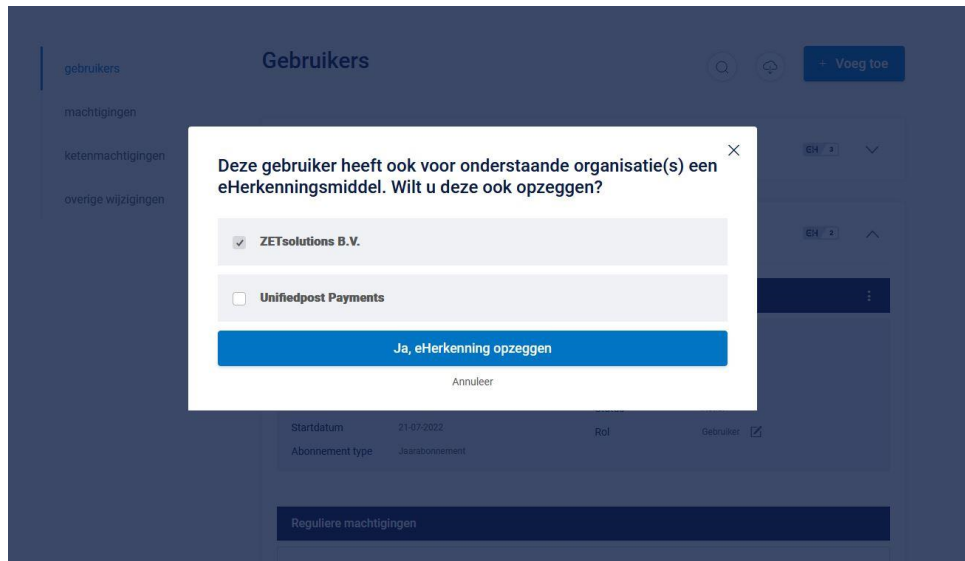 Gebruikers
+ Voeg toe
gebruikers
machtigingen
ketenmachtigingen
overige wijzigingen
EH 3
EH 2
Deze gebruiker heeft ook voor onderstaande organisatie(s) een
eHerkenningsmiddel. Wilt u deze ook opzeggen?
ZETsolutions B.V.
Unifiedpost Payments
Ja, eHerkenning opzeggen
Annuleer
Startdatum 21-07-2022
Rol Gebruiker
Abonnement type Jaarabonnement
Reguliere machtigingen